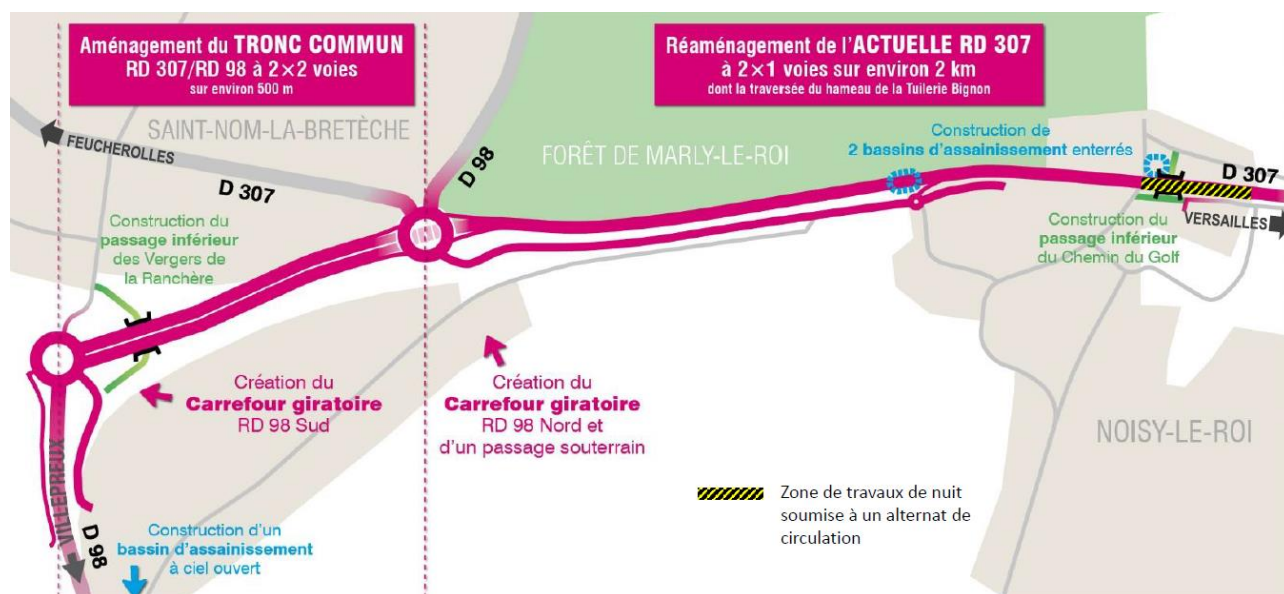 Aménagement du TRONC COMMUN
RD 307/RD 98 à 2×2 voies
sur environ 500 m
Réaménagement de l'ACTUELLE RD 307
à 2×1 voies sur environ 2 km
dont la traversée du hameau de la Tuilerie Bignon
SAINT-NOM-LA-BRETÈCHE
FEUCHEROLLES
D 307
D 98
FORÊT DE MARLY-LE-ROI
Construction de
2 bassins d'assainissement enterrés
D 307
VERSAILLES
Construction du
passage inférieur
des Vergers de
la Ranchère
Construction du
passage inférieur
du Chemin du Golf
Création du
Carrefour giratoire
RD 98 Sud
Création du
Carrefour giratoire
RD 98 Nord et
d'un passage souterrain
NOISY-LE-ROI
VILLEPREUX
D 98
Construction d'un
bassin d'assainissement
à ciel ouvert
Zone de travaux de nuit
soumise à un alternat de
circulation